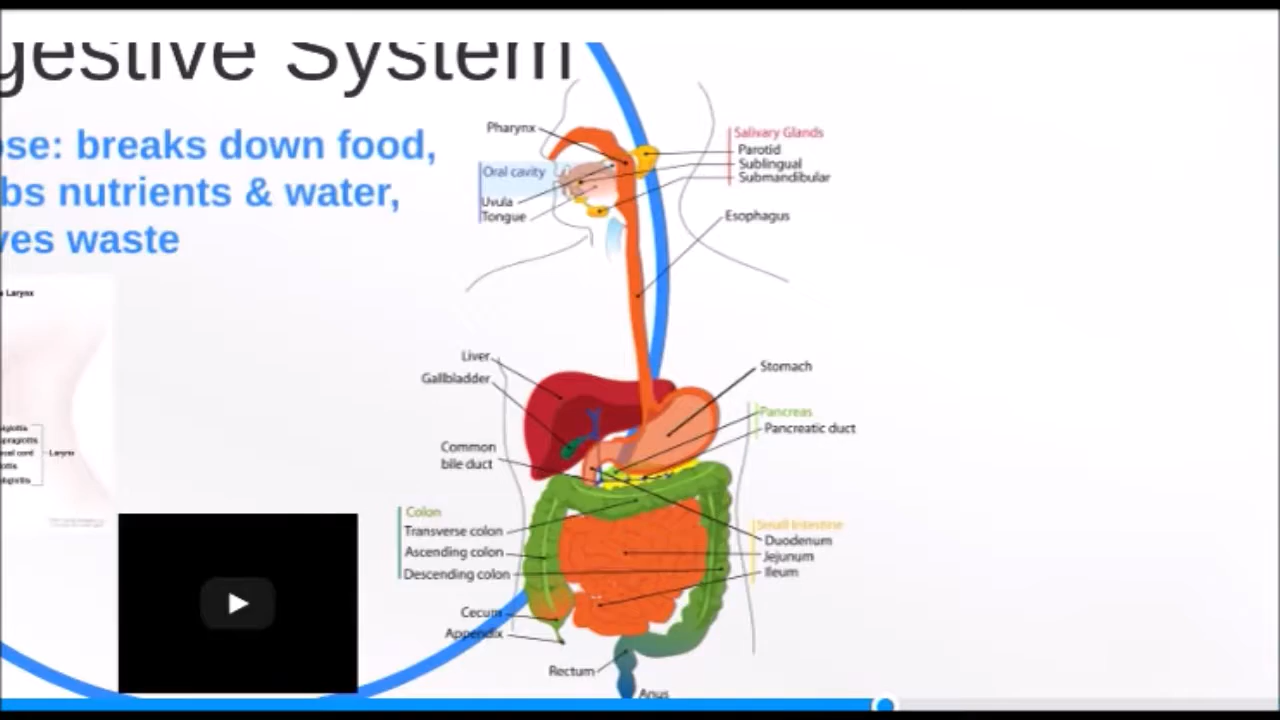 gestive System
ose: breaks down food,
bs nutrients & water,
ves waste
Larynx
Larynx
Pharynx
Oral cavity
Uvula
Tongue
Salivary Glands
Parotid
Sublingual
Submandibular
Esophagus
Liver
Gallbladder
Common
bile duct
Stomach
Pancreas
Pancreatic duct
Colon
Transverse colon
Ascending colon
Descending colon
Cecum
Appendix
Small Intestine
Duodenum
Jejunum
Ileum
Rectum
Anus